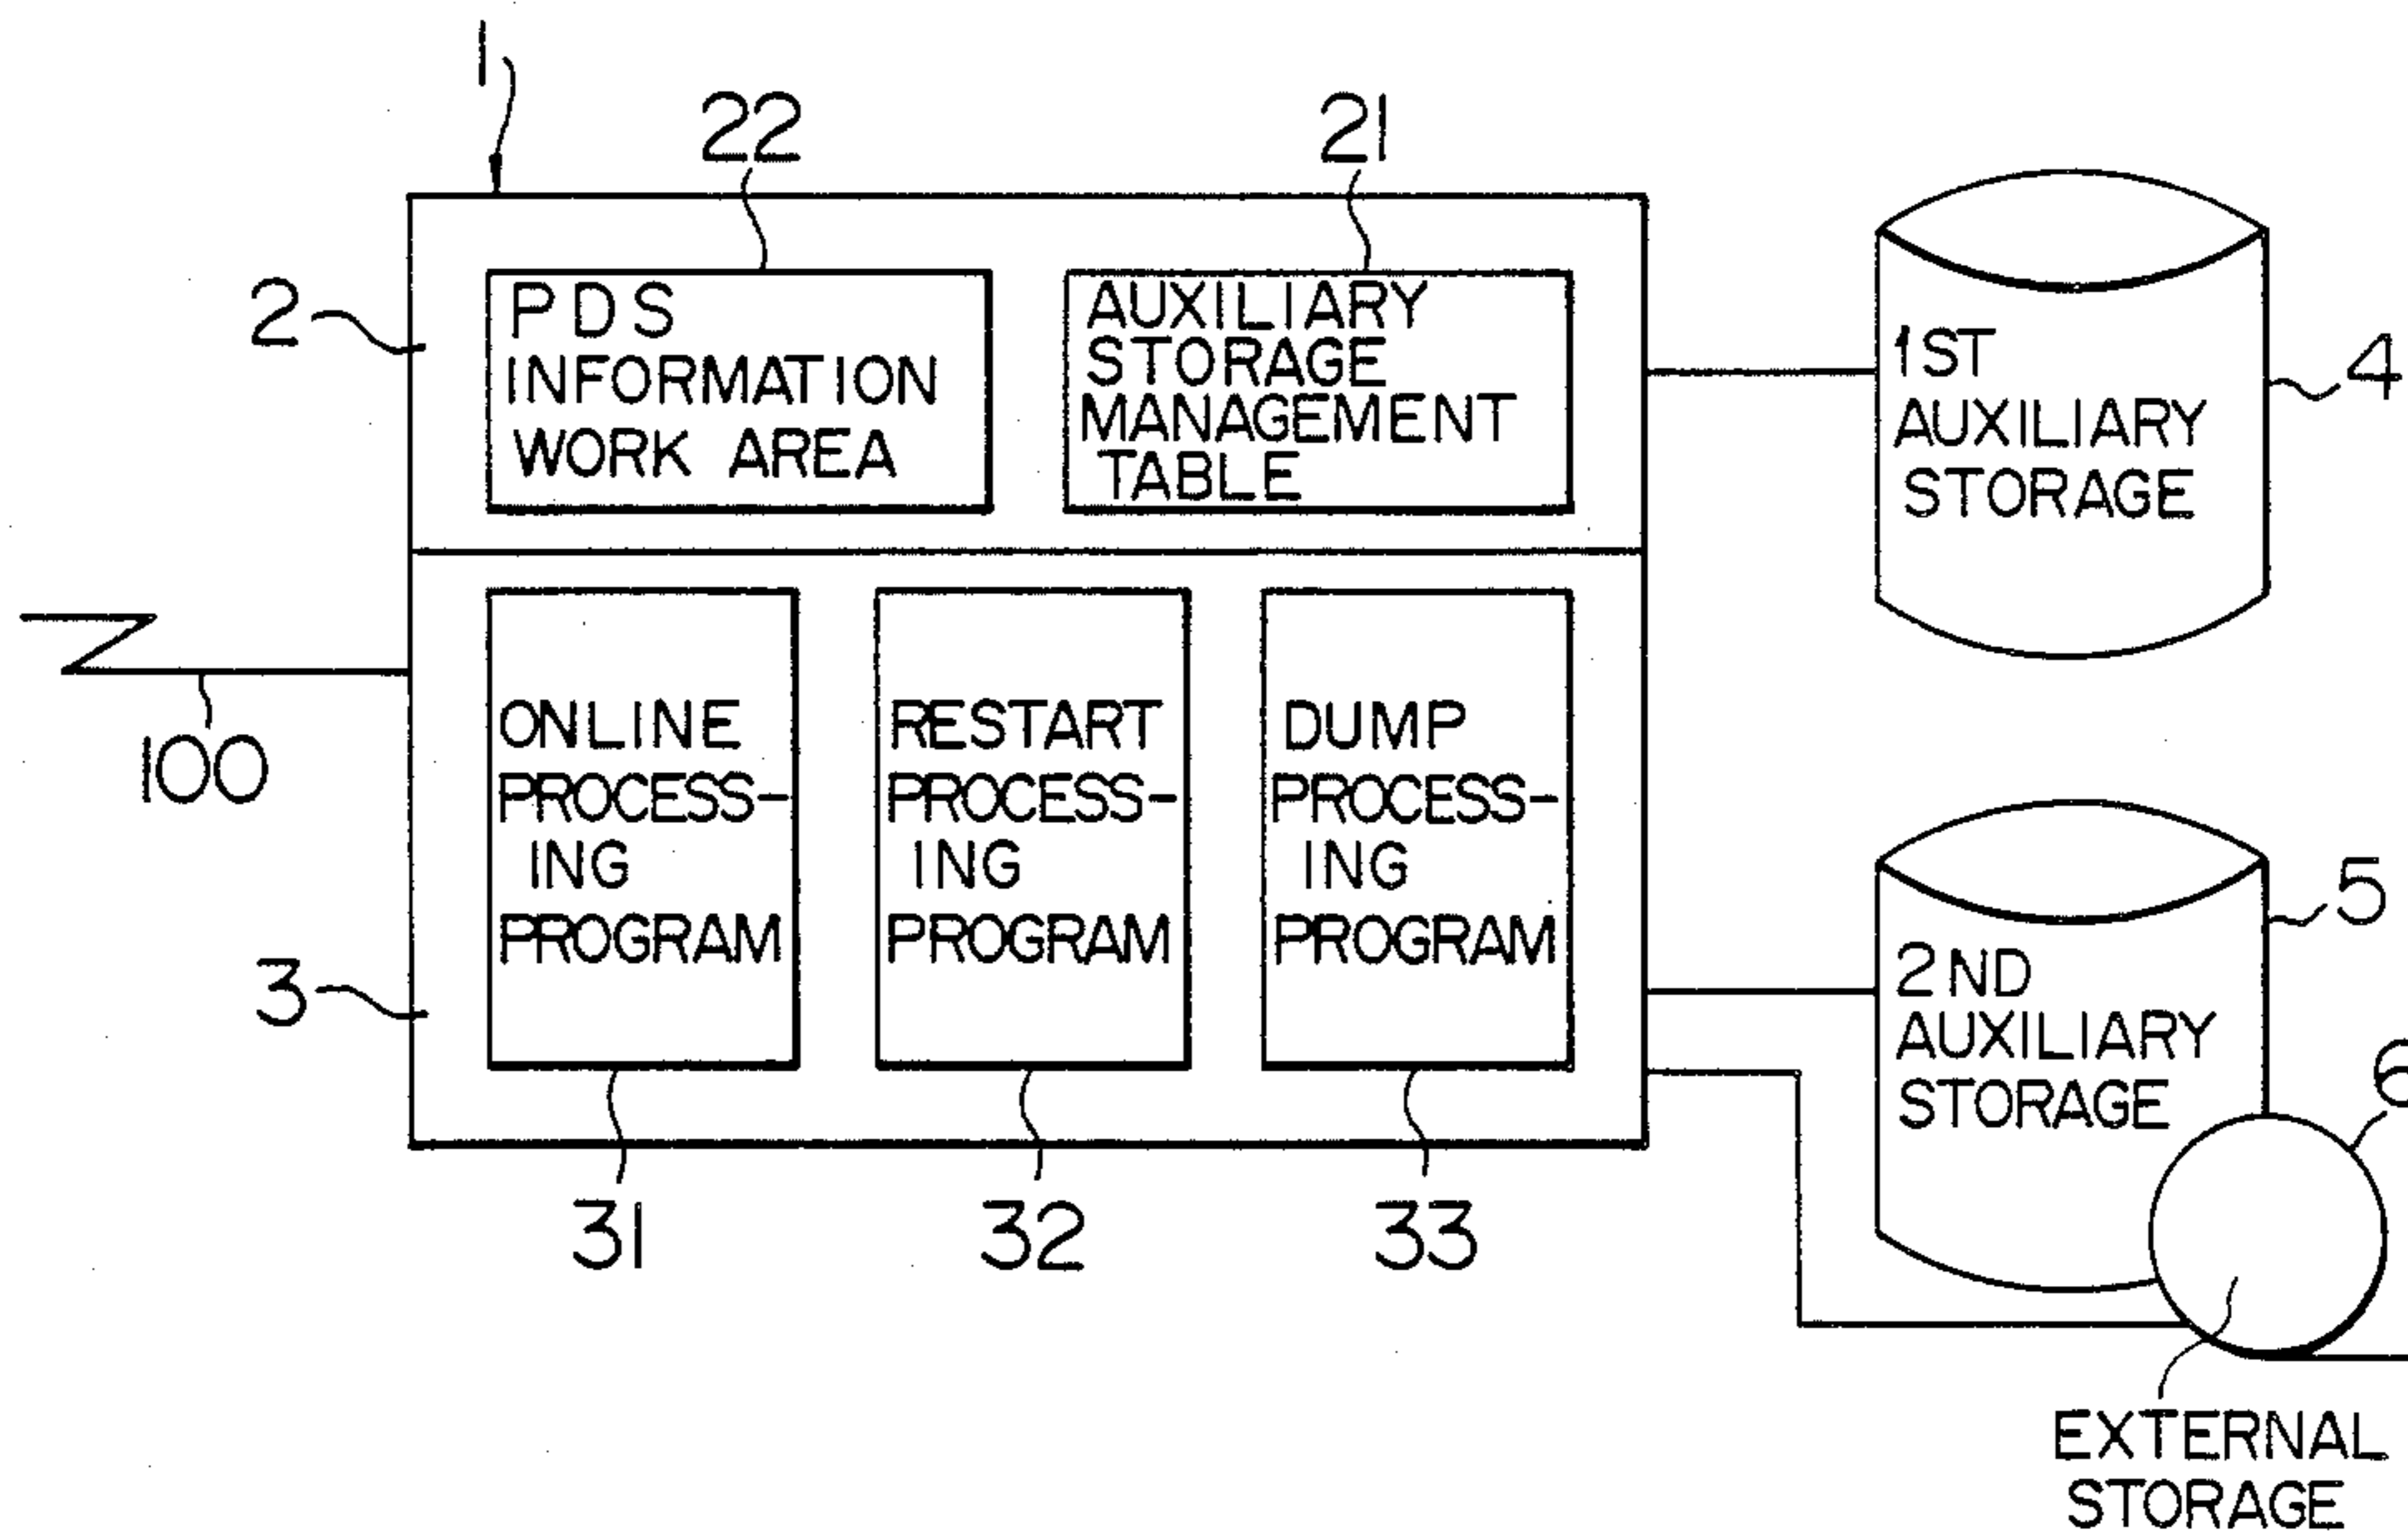 1
22
21
2
PDS
INFORMATION
WORK AREA
AUXILIARY
STORAGE
MANAGEMENT
TABLE
1ST
AUXILIARY
STORAGE
4
100
ONLINE
PROCESS-
ING
PROGRAM
RESTART
PROCESS-
ING
PROGRAM
DUMP
PROCESS-
ING
PROGRAM
3
2ND
AUXILIARY
STORAGE
5
6
31
32
33
EXTERNAL
STORAGE